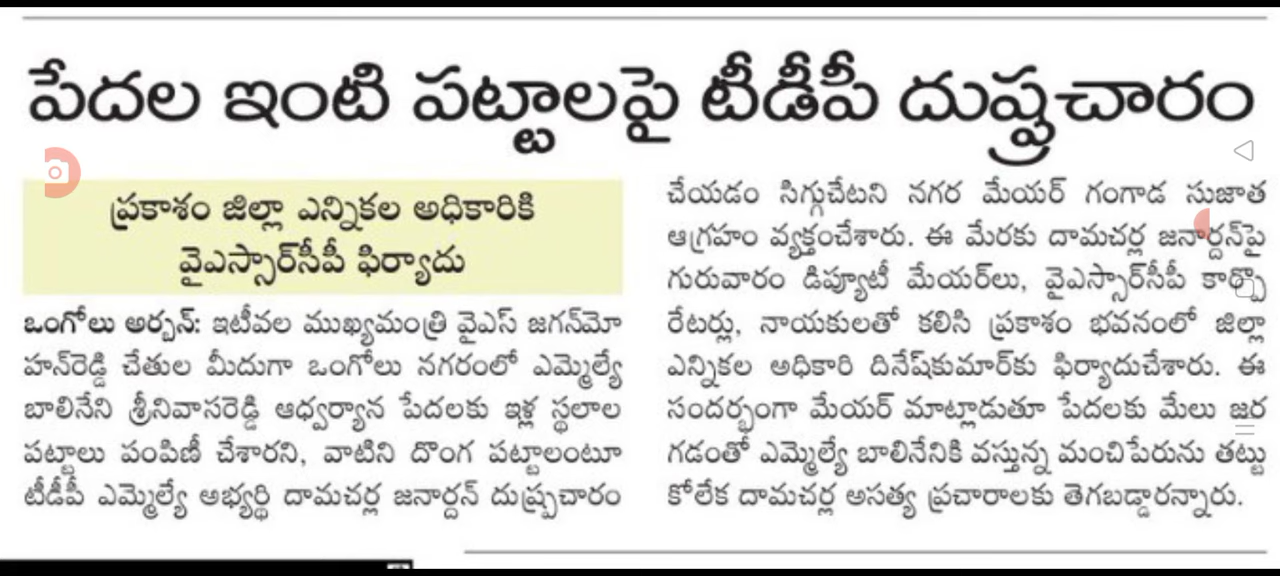 పేదల ఇంటి పట్టాలపై టీడీపీ దుష్ప్రచారం
ప్రకాశం జిల్లా ఎన్నికల అధికారికి
వైఎస్సార్‌సీపీ ఫిర్యాదు
ఒంగోలు అర్బన్: ఇటీవల ముఖ్యమంత్రి వైఎస్ జగన్‌మో
హన్‌రెడ్డి చేతుల మీదుగా ఒంగోలు నగరంలో ఎమ్మెల్యే
బాలినేని శ్రీనివాసరెడ్డి ఆధ్వర్యాన పేదలకు ఇళ్ల స్థలాల
పట్టాలు పంపిణీ చేశారని, వాటిని దొంగ పట్టాలంటూ
టీడీపీ ఎమ్మెల్యే అభ్యర్థి దామచర్ల జనార్దన్ దుష్ప్రచారం
చేయడం సిగ్గుచేటని నగర మేయర్ గంగాడ సుజాత
ఆగ్రహం వ్యక్తంచేశారు. ఈ మేరకు దామచర్ల జనార్దన్‌పై
గురువారం డిప్యూటీ మేయర్‌లు, వైఎస్సార్‌సీపీ కార్పొ
రేటర్లు, నాయకులతో కలిసి ప్రకాశం భవనంలో జిల్లా
ఎన్నికల అధికారి దినేష్‌కుమార్‌కు ఫిర్యాదుచేశారు. ఈ
సందర్భంగా మేయర్ మాట్లాడుతూ పేదలకు మేలు జర
గడంతో ఎమ్మెల్యే బాలినేనికి వస్తున్న మంచిపేరును తట్టు
కోలేక దామచర్ల అసత్య ప్రచారాలకు తెగబడ్డారన్నారు.